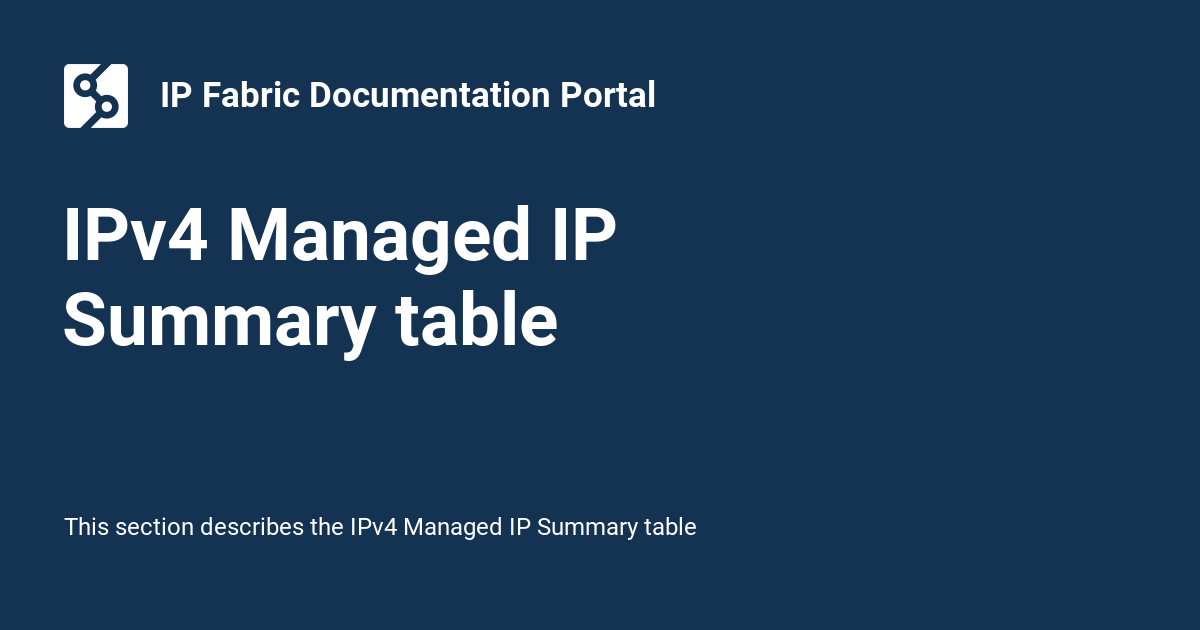 IP Fabric Documentation Portal
IPv4 Managed IP
Summary table
This section describes the IPv4 Managed IP Summary table